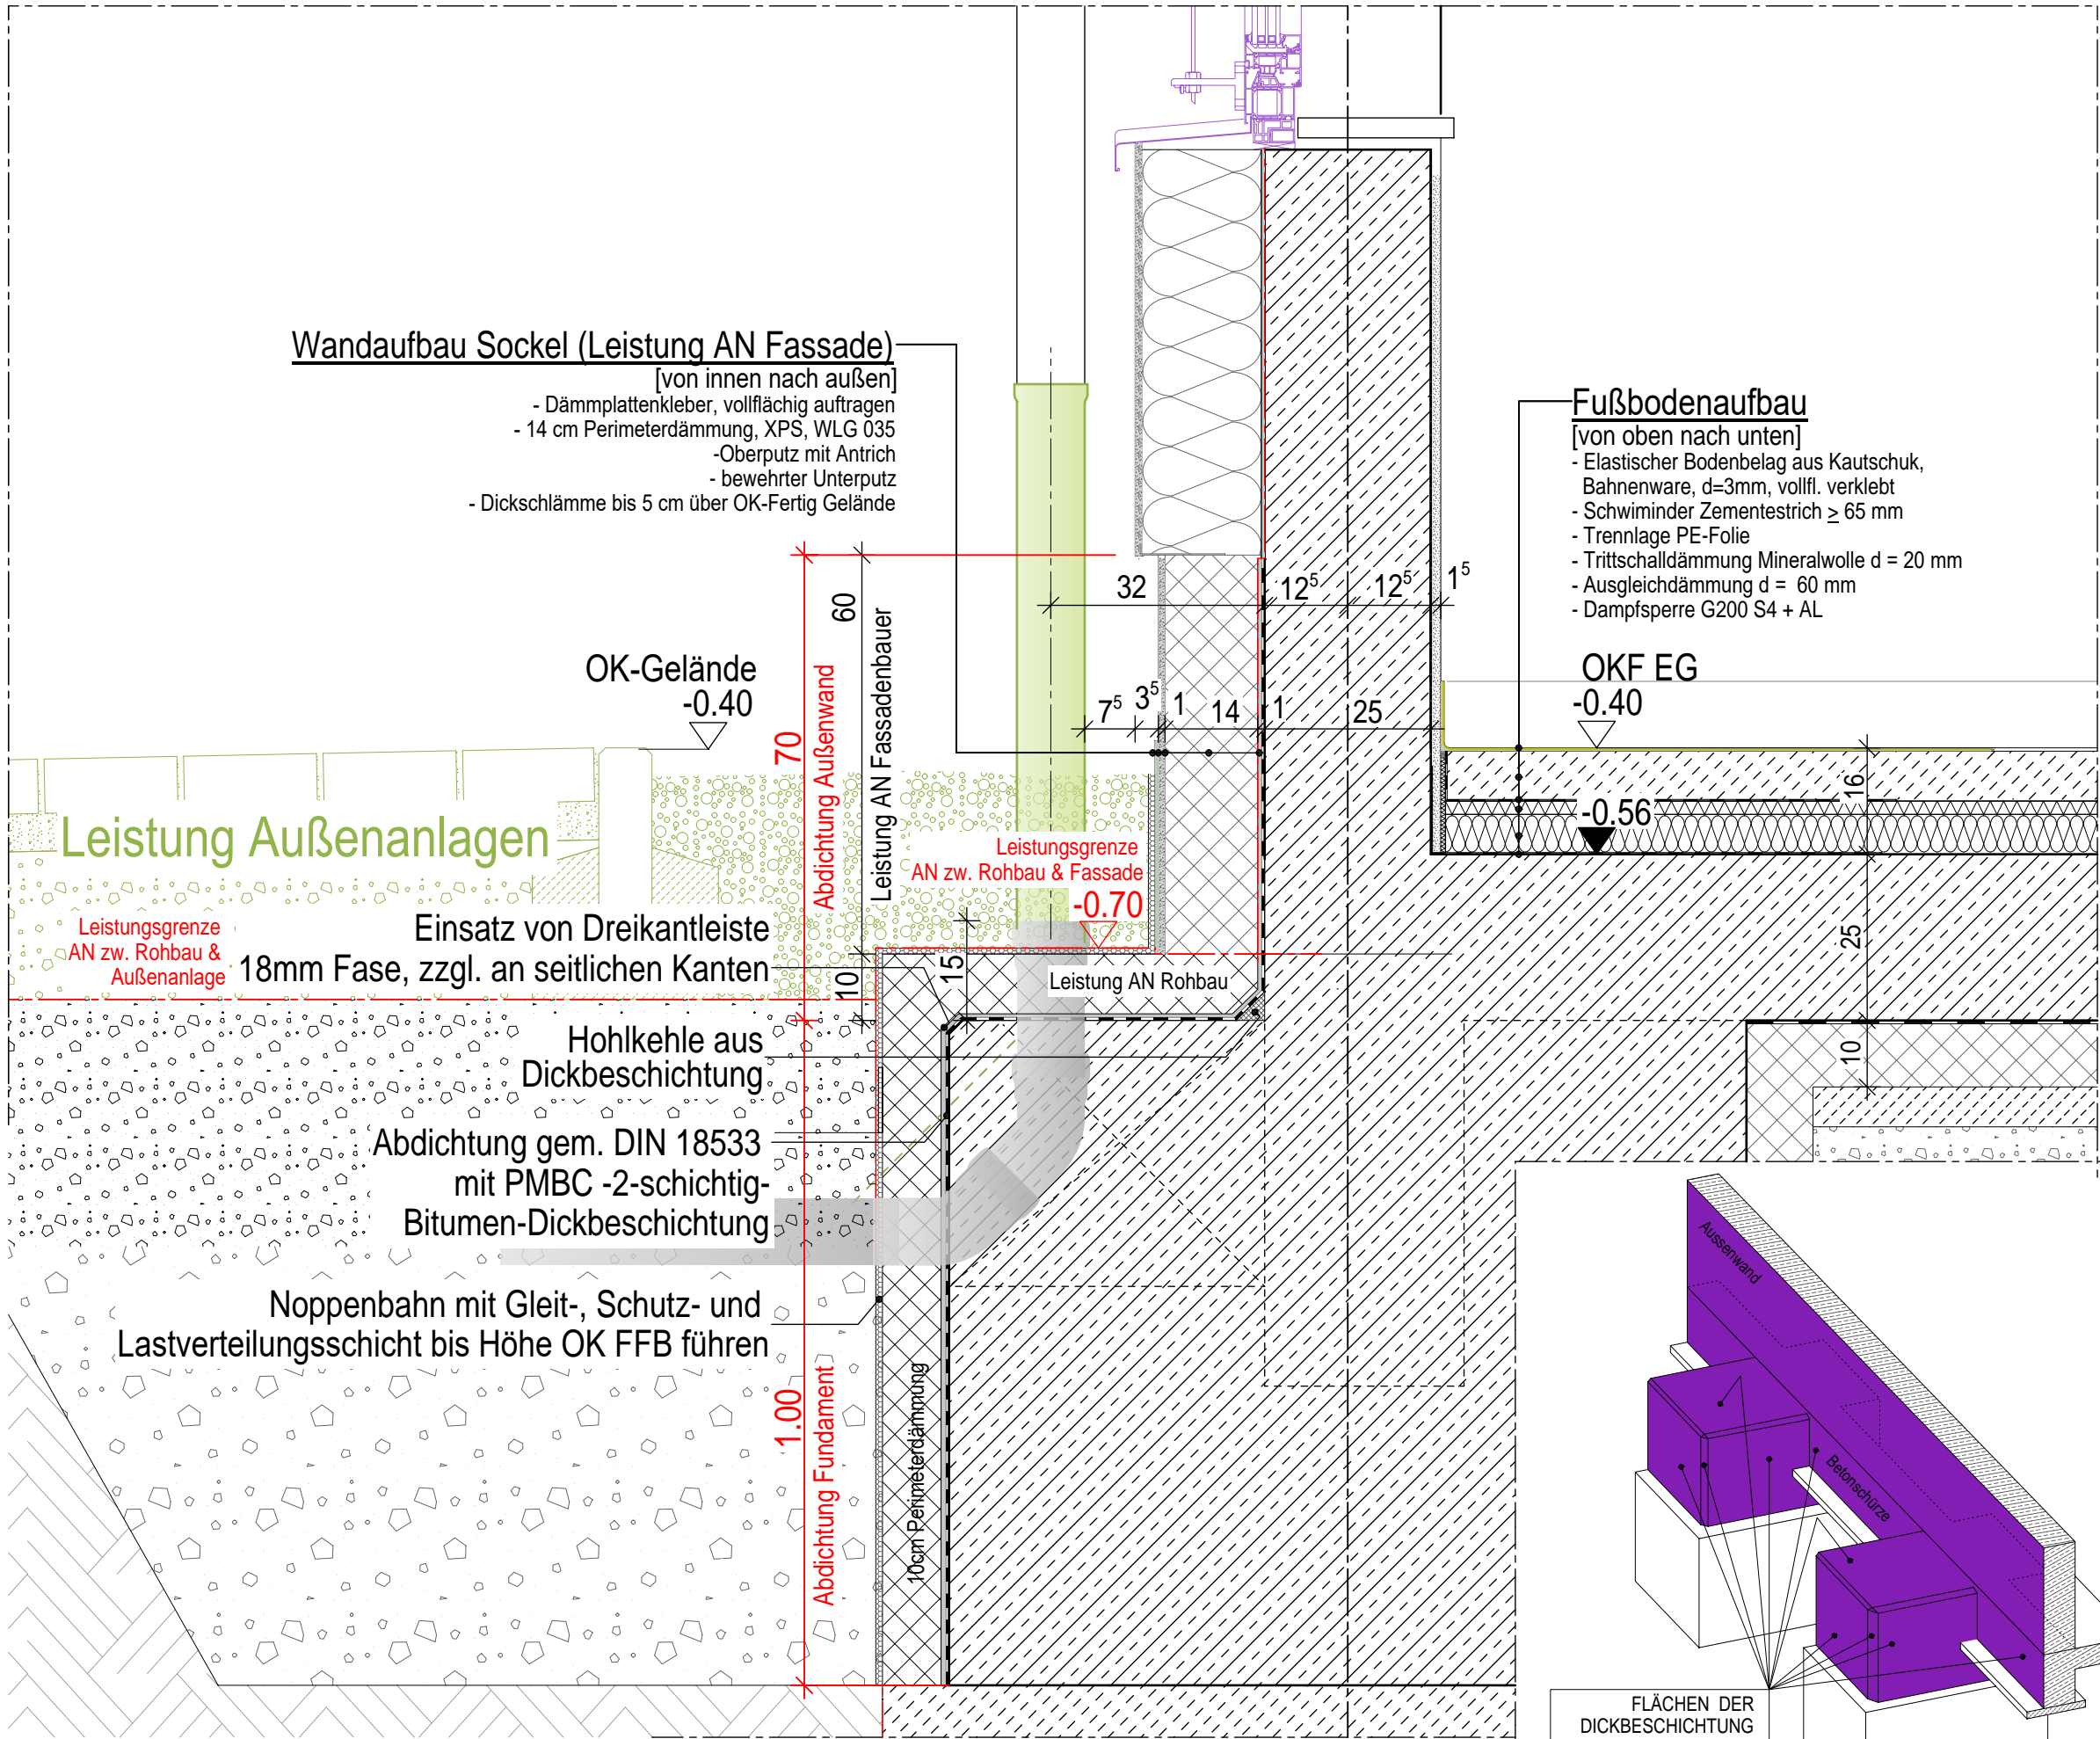 Wandaufbau Sockel (Leistung AN Fassade)
[von innen nach außen]
- Dämmplattenkleber, vollflächig auftragen
- 14 cm Perimeterdämmung, XPS, WLG 035
-Oberputz mit Antrich
- bewehrter Unterputz
- Dickschlämme bis 5 cm über OK-Fertig Gelände
Fußbodenaufbau
[von oben nach unten]
- Elastischer Bodenbelag aus Kautschuk,
Bahnenware, d=3mm, vollfl. verklebt
- Schwiminder Zementestrich ≥ 65 mm
- Trennlage PE-Folie
- Trittschalldämmung Mineralwolle d = 20 mm
- Ausgleichdämmung d = 60 mm
- Dampfsperre G200 S4 + AL
32
12⁵
12⁵
1⁵
60
OK-Gelände
-0.40
OKF EG
-0.40
7⁵
3⁵
1
14
1
25
70
Abdichtung Außenwand
Leistung AN Fassadenbauer
16
-0.56
Leistung Außenanlagen
Leistungsgrenze
AN zw. Rohbau & Fassade
-0.70
Leistungsgrenze
AN zw. Rohbau &
Außenanlage
Einsatz von Dreikantleiste
18mm Fase, zzgl. an seitlichen Kanten
10
15
Leistung AN Rohbau
25
10
Hohlkehle aus
Dickbeschichtung
Abdichtung gem. DIN 18533
mit PMBC -2-schichtig-
Bitumen-Dickbeschichtung
Noppenbahn mit Gleit-, Schutz- und
Lastverteilungsschicht bis Höhe OK FFB führen
1.00
Abdichtung Fundament
10cm Perimeterdämmung
Aussenwand
Betonschürze
FLÄCHEN DER
DICKBESCHICHTUNG